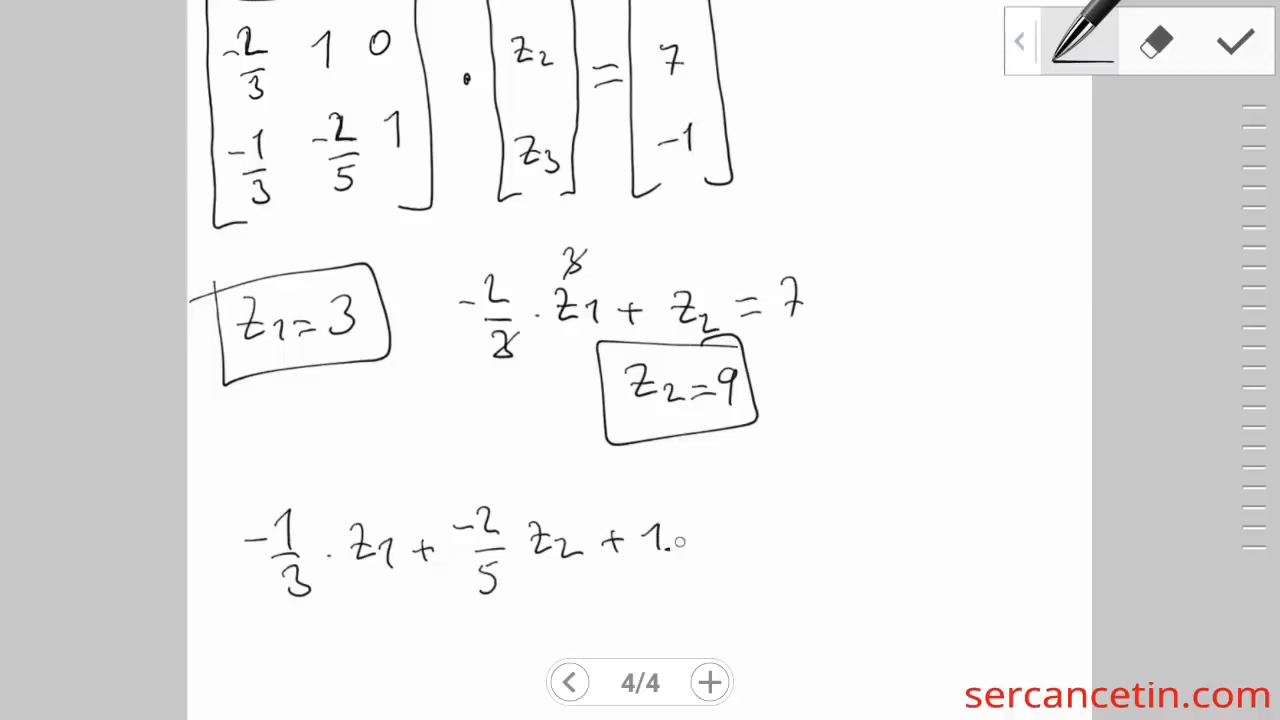 -2/3 1 0 · z2 = 7
-1/3 -2/5 1 z3 -1
z1=3
-2/3 · z1 + z2 = 7
3
z2=9
-1/3 · z1 + -2/5 z2 + 1.
4/4
sercancetin.com